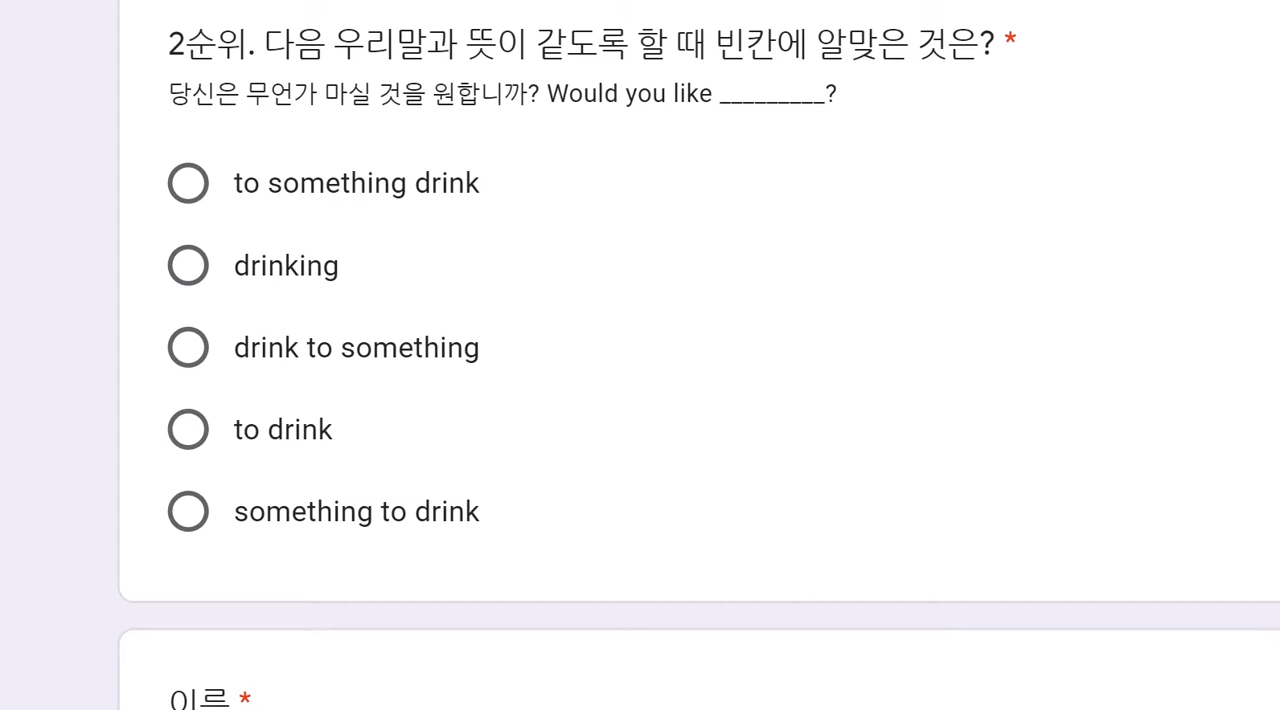 2순위. 다음 우리말과 뜻이 같도록 할 때 빈칸에 알맞은 것은? *
당신은 무언가 마실 것을 원합니까? Would you like _________?
to something drink
drinking
drink to something
to drink
something to drink
이름 *